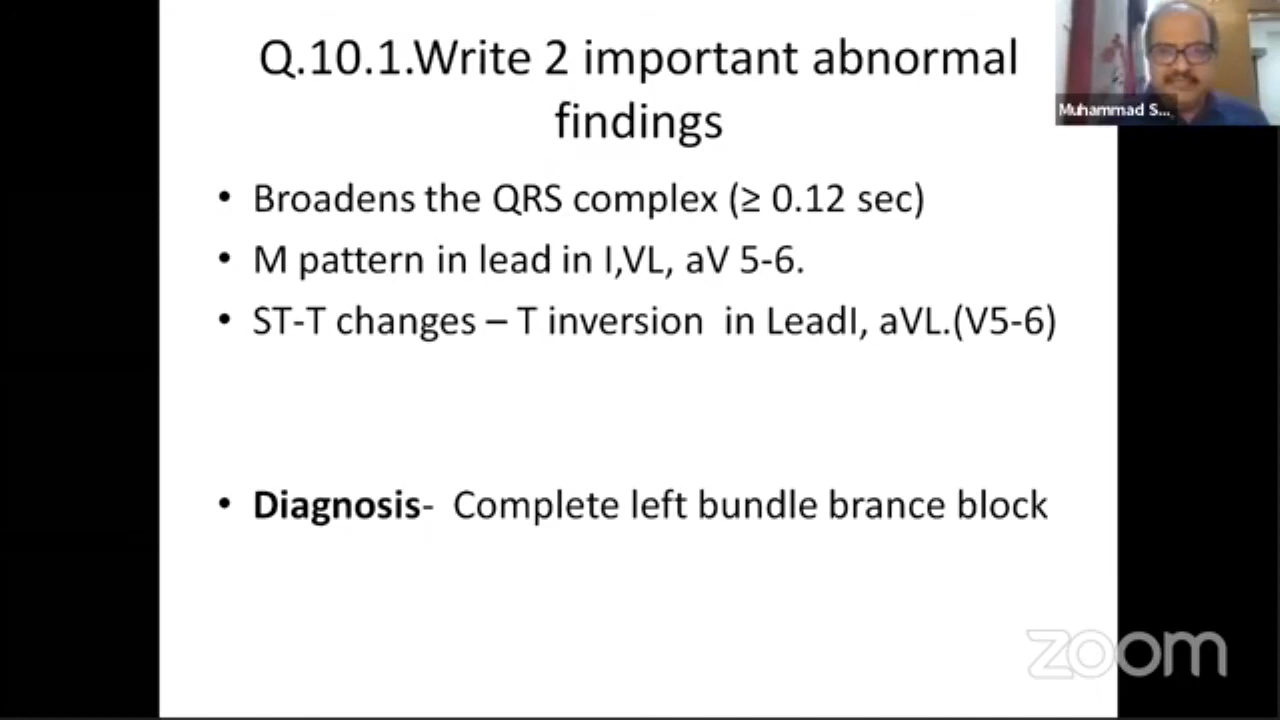 Q.10.1.Write 2 important abnormal
findings
Muhammad S...
• Broadens the QRS complex (≥ 0.12 sec)
• M pattern in lead in I,VL, aV 5-6.
• ST-T changes – T inversion in LeadI, aVL.(V5-6)
• Diagnosis- Complete left bundle brance block
zoom